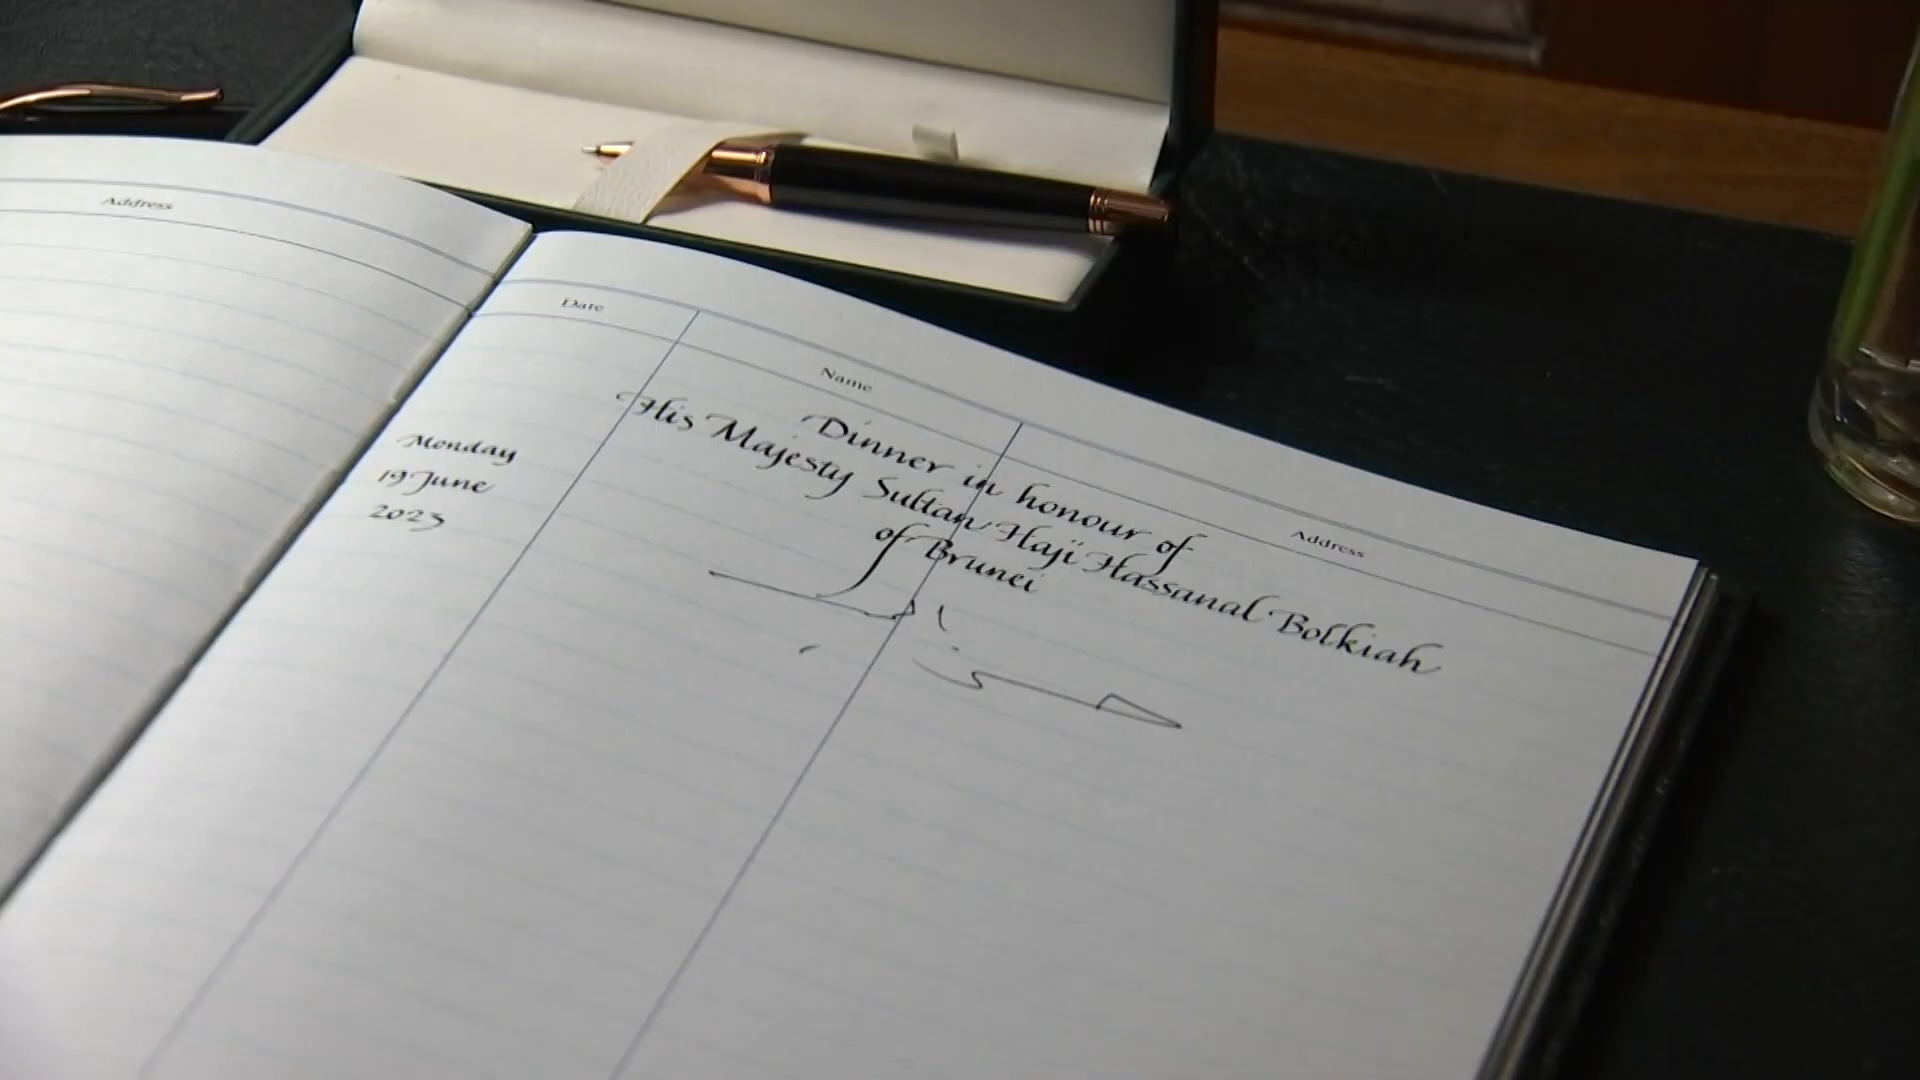 Address
Date
Name
Address
Monday
19 June
2023
Dinner in honour of
His Majesty Sultan Haji Hassanal Bolkiah
of Brunei